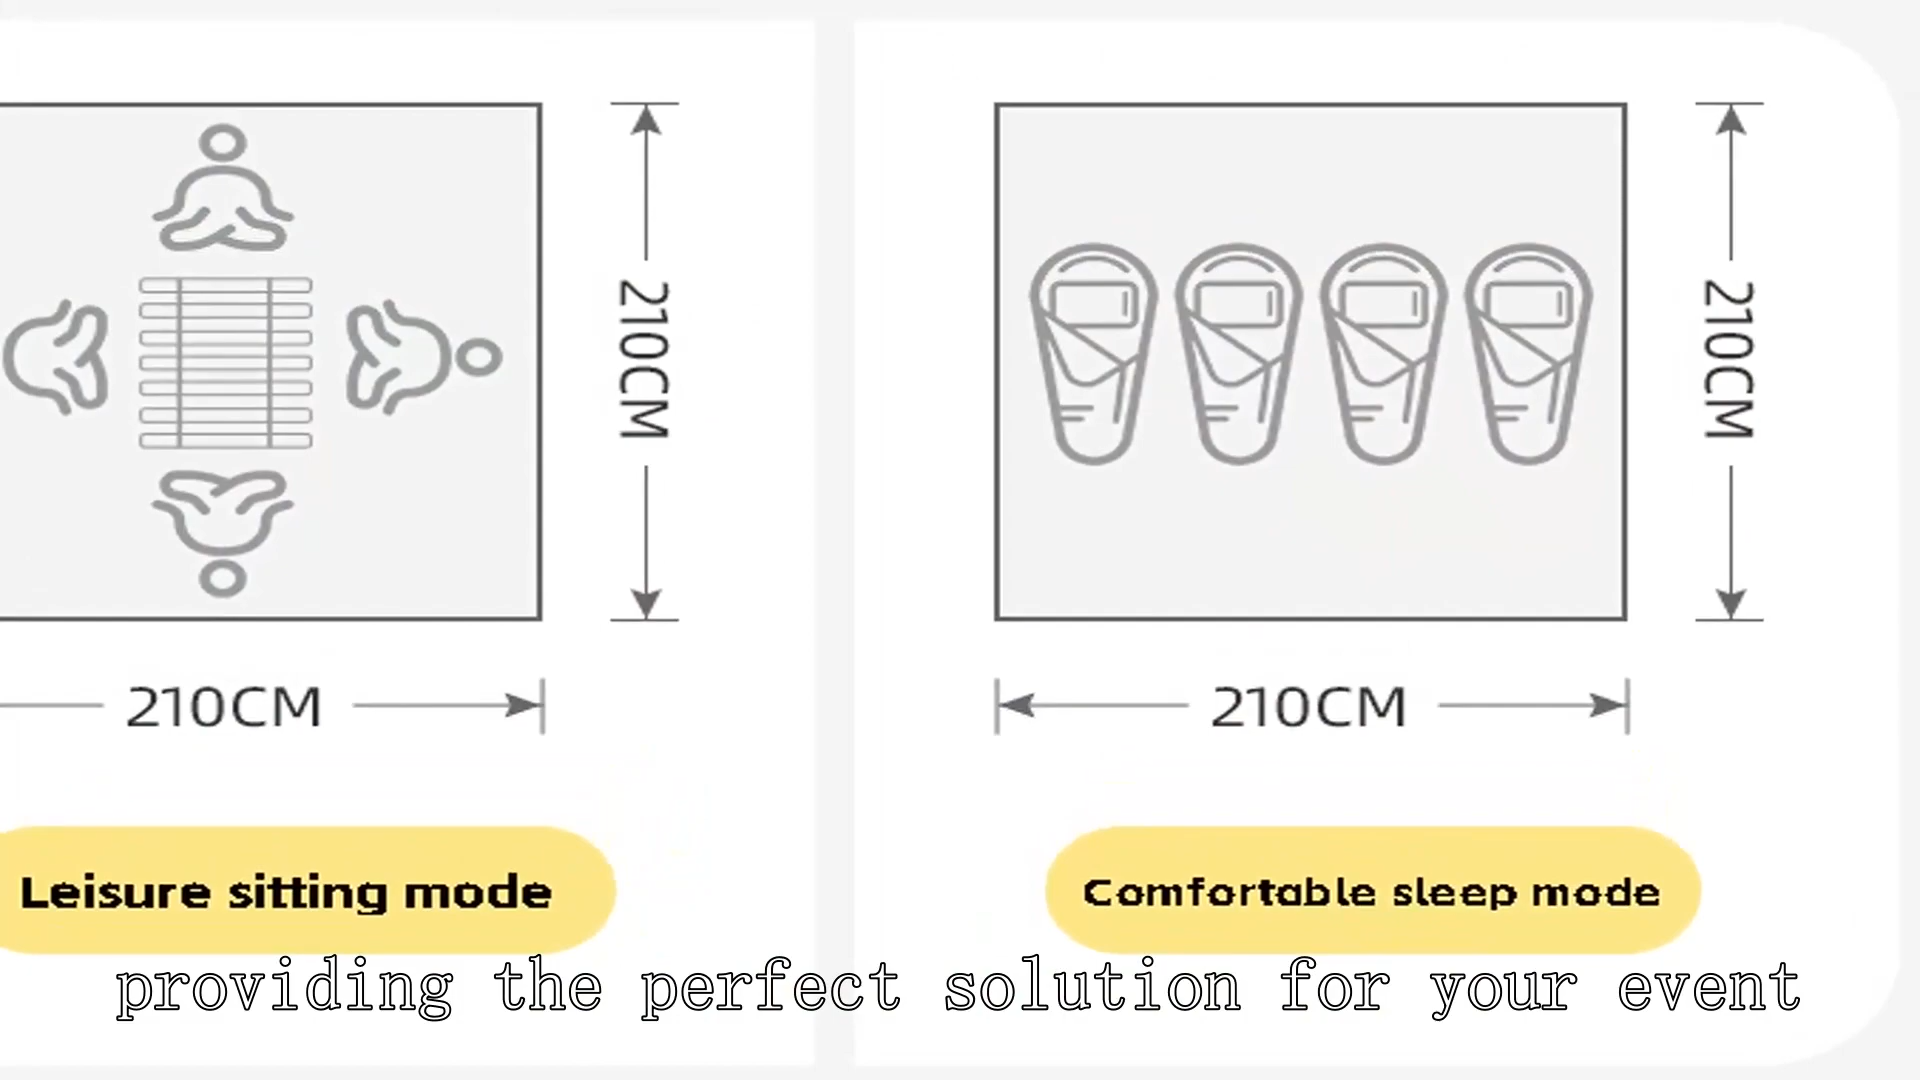 210CM
210CM
Leisure sitting mode
210CM
210CM
Comfortable sleep mode
providing the perfect solution for your event